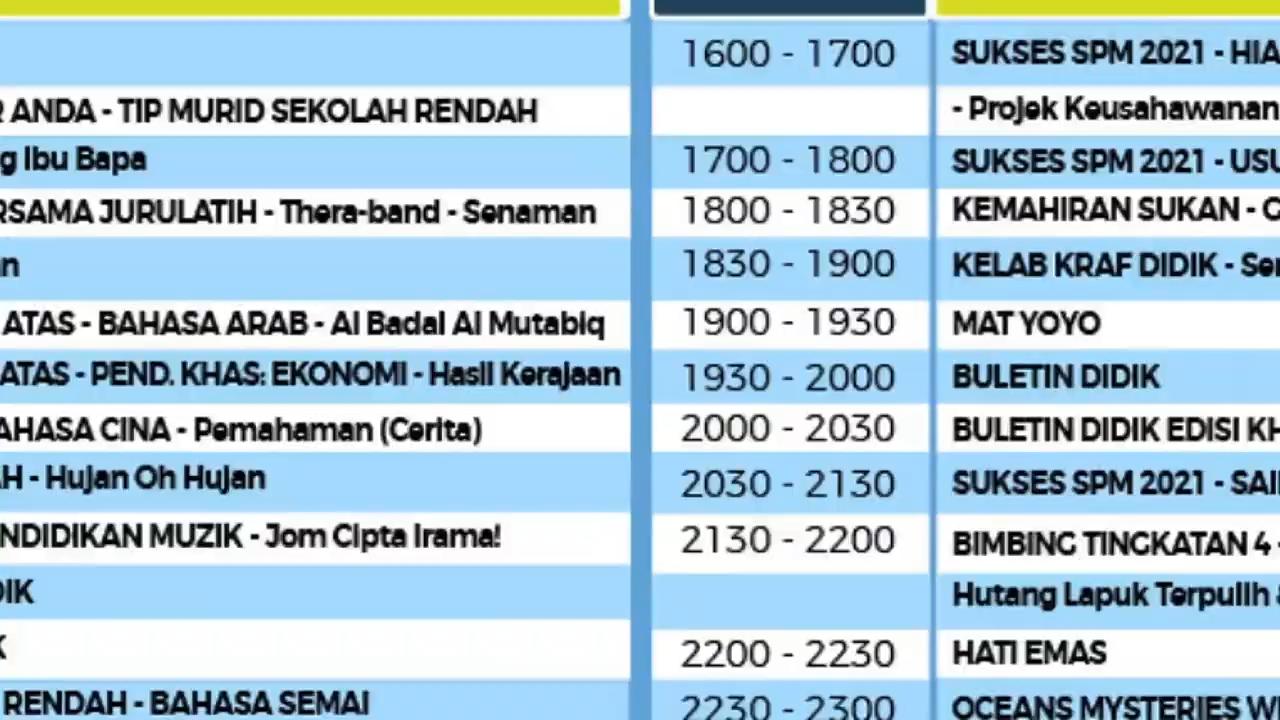 R ANDA - TIP MURID SEKOLAH RENDAH
g Ibu Bapa
RSAMA JURULATIH - Thera-band - Senaman
n
ATAS - BAHASA ARAB - Al Badal Al Mutabiq
ATAS - PEND. KHAS: EKONOMI - Hasil Kerajaan
AHASA CINA - Pemahaman (Cerita)
AH - Hujan Oh Hujan
NDIDIKAN MUZIK - Jom Cipta Irama!
DIK
K
RENDAH - BAHASA SEMAI
1600 - 1700 SUKSES SPM 2021 - HIA
- Projek Keusahawanan
1700 - 1800 SUKSES SPM 2021 - USU
1800 - 1830 KEMAHIRAN SUKAN - C
1830 - 1900 KELAB KRAF DIDIK - Ser
1900 - 1930 MAT YOYO
1930 - 2000 BULETIN DIDIK
2000 - 2030 BULETIN DIDIK EDISI KH
2030 - 2130 SUKSES SPM 2021 - SAI
2130 - 2200 BIMBING TINGKATAN 4 -
Hutang Lapuk Terpulih &
2200 - 2230 HATI EMAS
2230 - 2300 OCEANS MYSTERIES WI